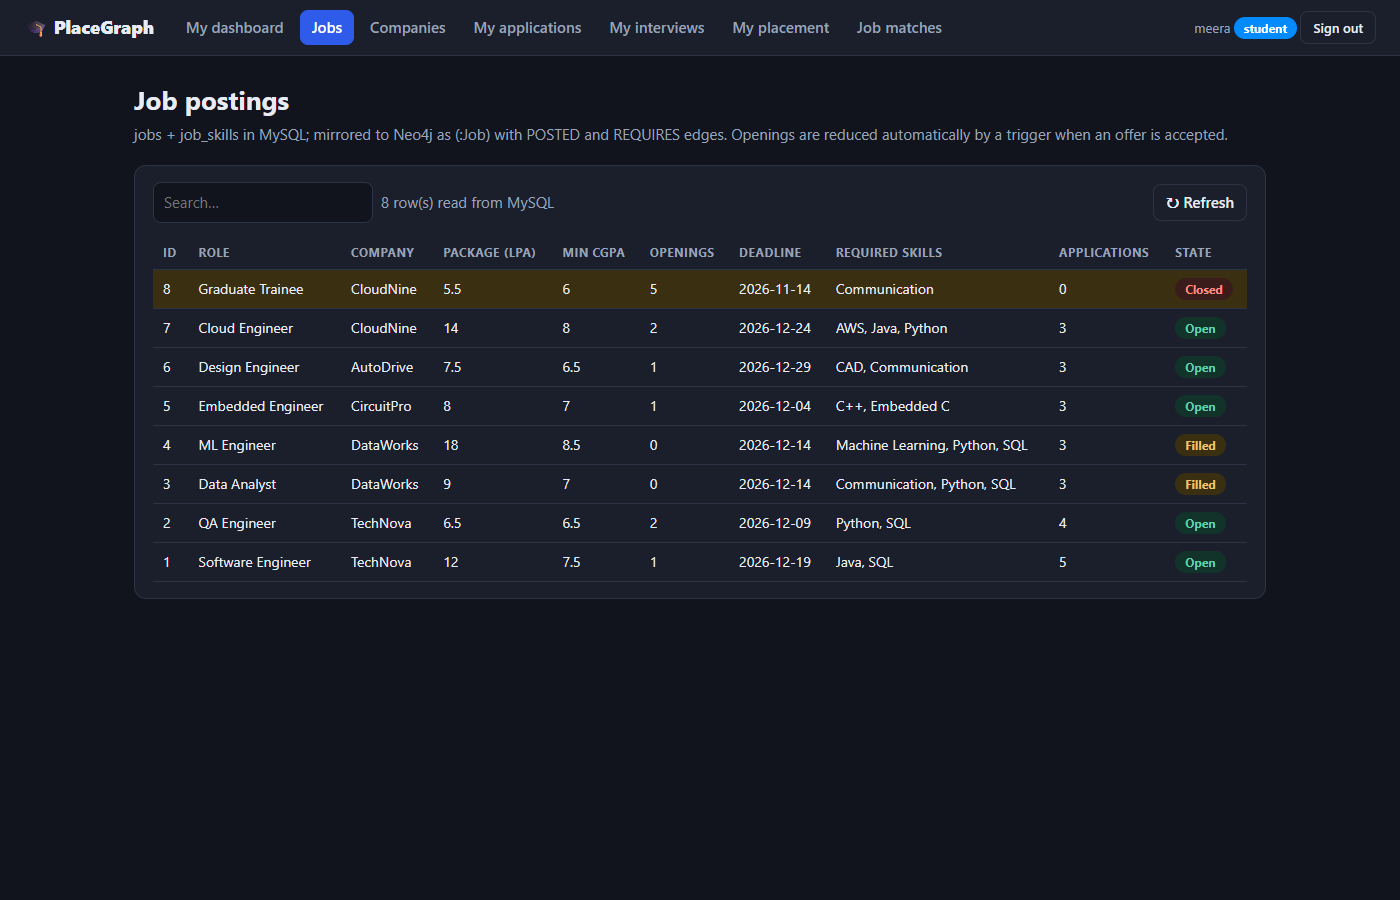 PlaceGraph My dashboard Jobs Companies My applications My interviews My placement Job matches meera student Sign out
Job postings
jobs + job_skills in MySQL; mirrored to Neo4j as (:Job) with POSTED and REQUIRES edges. Openings are reduced automatically by a trigger when an offer is accepted.
Search... 8 row(s) read from MySQL ↻ Refresh
ID ROLE COMPANY PACKAGE (LPA) MIN CGPA OPENINGS DEADLINE REQUIRED SKILLS APPLICATIONS STATE
8 Graduate Trainee CloudNine 5.5 6 5 2026-11-14 Communication 0 Closed
7 Cloud Engineer CloudNine 14 8 2 2026-12-24 AWS, Java, Python 3 Open
6 Design Engineer AutoDrive 7.5 6.5 1 2026-12-29 CAD, Communication 3 Open
5 Embedded Engineer CircuitPro 8 7 1 2026-12-04 C++, Embedded C 3 Open
4 ML Engineer DataWorks 18 8.5 0 2026-12-14 Machine Learning, Python, SQL 3 Filled
3 Data Analyst DataWorks 9 7 0 2026-12-14 Communication, Python, SQL 3 Filled
2 QA Engineer TechNova 6.5 6.5 2 2026-12-09 Python, SQL 4 Open
1 Software Engineer TechNova 12 7.5 1 2026-12-19 Java, SQL 5 Open